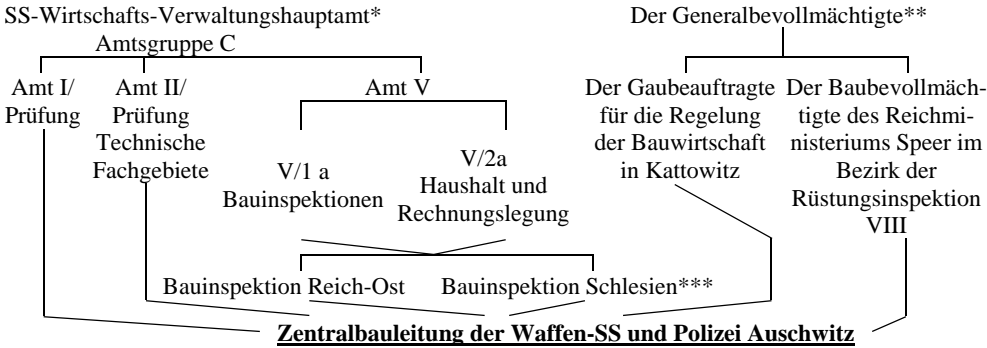 SS-Wirtschafts-Verwaltungshauptamt*
Amtsgruppe C
Der Generalbevollmächtigte**
Amt I/
Prüfung
Amt II/
Prüfung
Technische
Fachgebiete
Amt V
V/1 a
Bauinspektionen
V/2a
Haushalt und
Rechnungslegung
Der Gaubeauftragte
für die Regelung
der Bauwirtschaft
in Kattowitz
Der Baubevollmäch-
tigte des Reichmi-
nisteriums Speer im
Bezirk der
Rüstungsinspektion
VIII
Bauinspektion Reich-Ost
Bauinspektion Schlesien***
Zentralbauleitung der Waffen-SS und Polizei Auschwitz